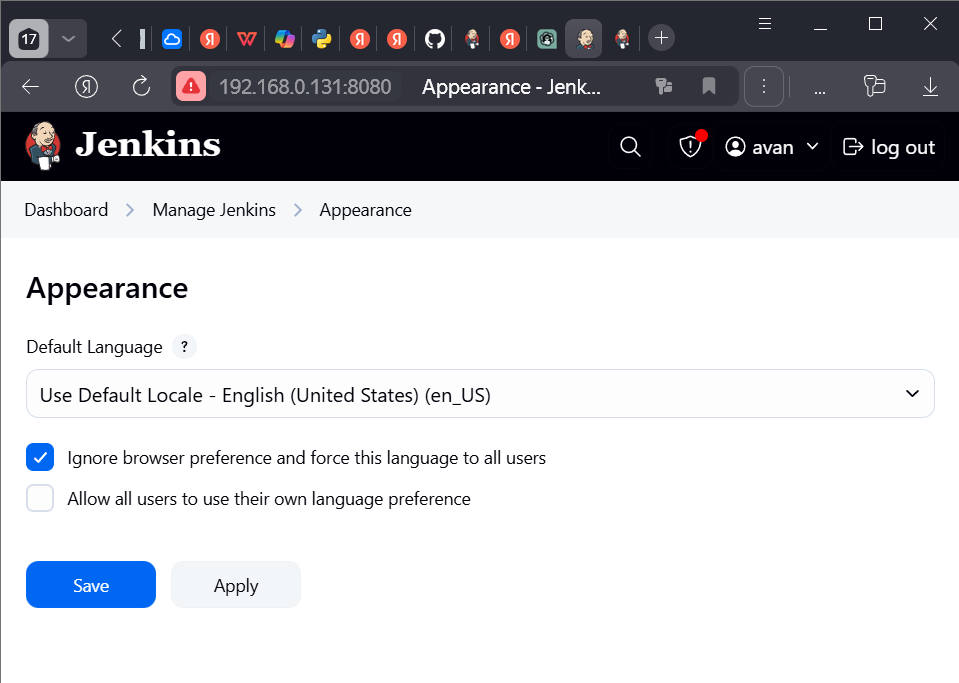 17
192.168.0.131:8080 Appearance - Jenk...
Jenkins
avan
log out
Dashboard > Manage Jenkins > Appearance
Appearance
Default Language ?
Use Default Locale - English (United States) (en_US)
Ignore browser preference and force this language to all users
Allow all users to use their own language preference
Save Apply